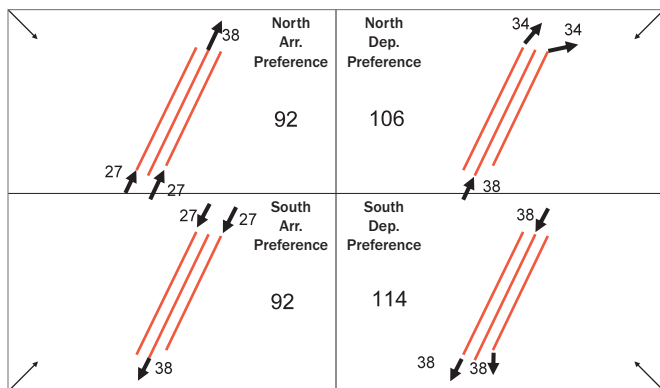 38
North
Arr.
Preference
92
27
27
North
Dep.
Preference
106
34
34
38
27
27
South
Arr.
Preference
92
38
South
Dep.
Preference
114
38
38
38